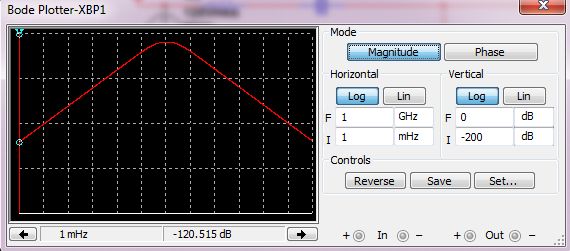 Bode Plotter-XBP1
Mode
Magnitude Phase
Horizontal Vertical
Log Lin Log Lin
F 1 GHz F 0 dB
I 1 mHz I -200 dB
Controls
Reverse Save Set...
1 mHz -120.515 dB
+ In - + Out -